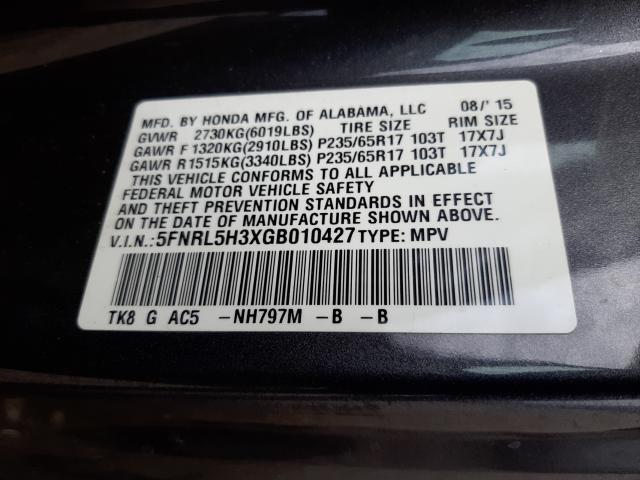 MFD. BY HONDA MFG. OF ALABAMA, LLC 08/'15
GVWR 2730KG(6019LBS) TIRE SIZE RIM SIZE
GAWR F 1320KG(2910LBS) P235/65R17 103T 17X7J
GAWR R1515KG(3340LBS) P235/65R17 103T 17X7J
THIS VEHICLE CONFORMS TO ALL APPLICABLE
FEDERAL MOTOR VEHICLE SAFETY
AND THEFT PREVENTION STANDARDS IN EFFECT
ON THE DATE OF MANUFACTURE SHOWN ABOVE.
V.I.N.:5FNRL5H3XGB010427 TYPE: MPV
TK8 G AC5 -NH797M -B -B